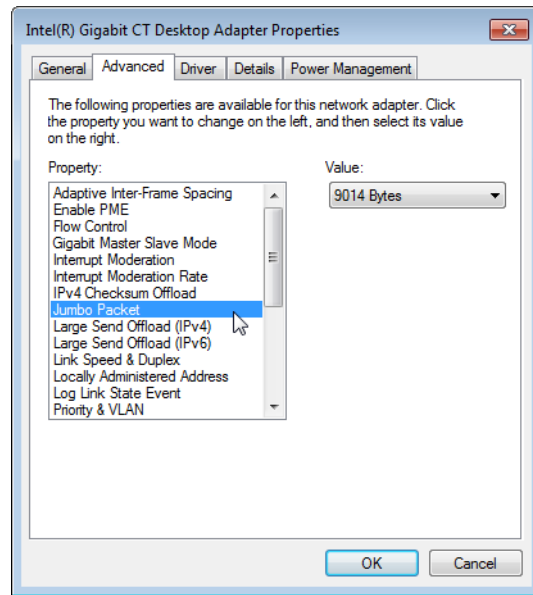 Intel(R) Gigabit CT Desktop Adapter Properties
General Advanced Driver Details Power Management
The following properties are available for this network adapter. Click
the property you want to change on the left, and then select its value
on the right.
Property:
Value:
Adaptive Inter-Frame Spacing
Enable PME
Flow Control
Gigabit Master Slave Mode
Interrupt Moderation
Interrupt Moderation Rate
IPv4 Checksum Offload
Jumbo Packet
Large Send Offload (IPv4)
Large Send Offload (IPv6)
Link Speed & Duplex
Locally Administered Address
Log Link State Event
Priority & VLAN
9014 Bytes
OK
Cancel